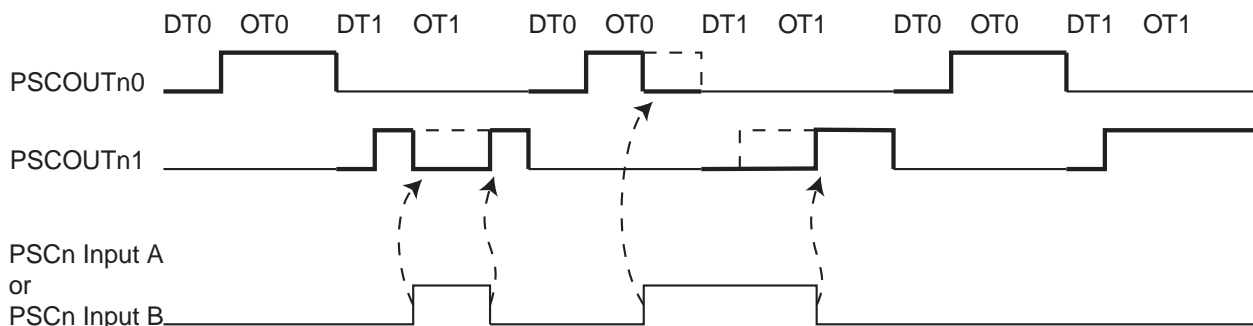 DT0 OT0 DT1 OT1 DT0 OT0 DT1 OT1 DT0 OT0 DT1 OT1
PSCOUTn0
PSCOUTn1
PSCn Input A
or
PSCn Input B